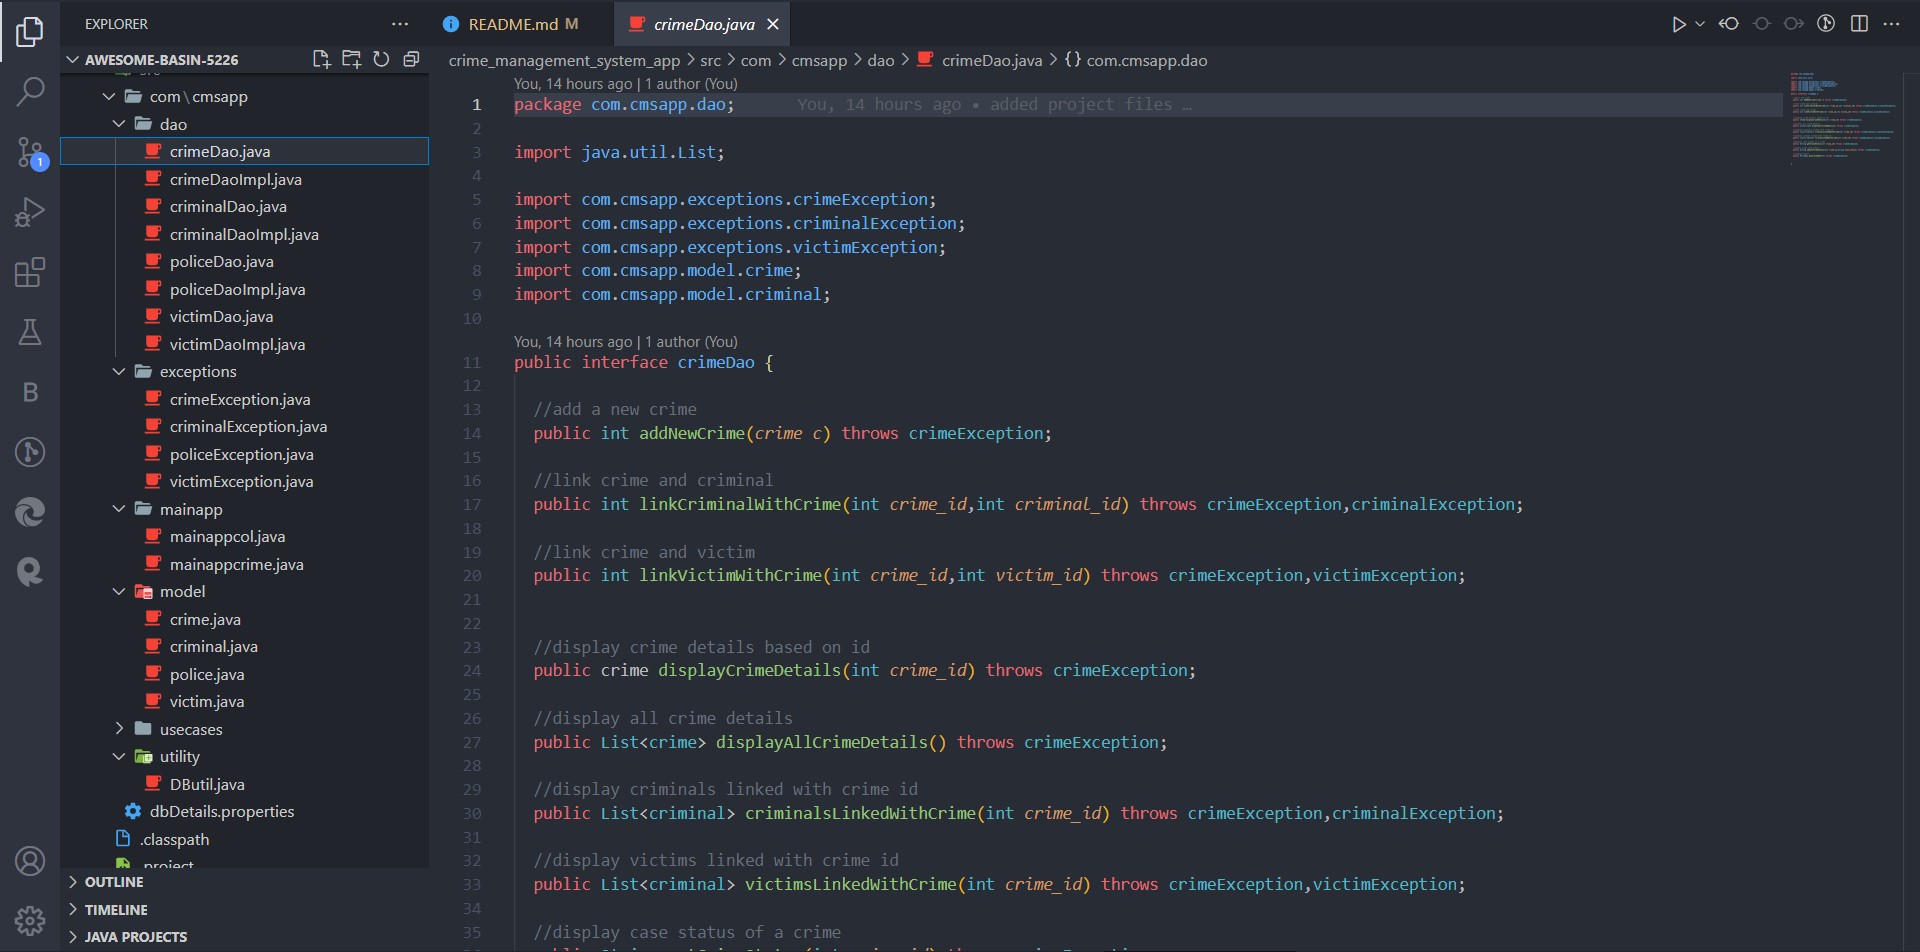 EXPLORER
README.md M
crimeDao.java
AWESOME-BASIN-5226
crime_management_system_app > src > com > cmsapp > dao > crimeDao.java > {} com.cmsapp.dao
com\cmsapp
dao
crimeDao.java
crimeDaoImpl.java
criminalDao.java
criminalDaoImpl.java
policeDao.java
policeDaoImpl.java
victimDao.java
victimDaoImpl.java
exceptions
crimeException.java
criminalException.java
policeException.java
victimException.java
mainapp
mainappcol.java
mainappcrime.java
model
crime.java
criminal.java
police.java
victim.java
usecases
utility
DButil.java
dbDetails.properties
.classpath
.project
OUTLINE
TIMELINE
JAVA PROJECTS
1
B
You, 14 hours ago | 1 author (You)
1 package com.cmsapp.dao; You, 14 hours ago • added project files …
2
3 import java.util.List;
4
5 import com.cmsapp.exceptions.crimeException;
6 import com.cmsapp.exceptions.criminalException;
7 import com.cmsapp.exceptions.victimException;
8 import com.cmsapp.model.crime;
9 import com.cmsapp.model.criminal;
10
You, 14 hours ago | 1 author (You)
11 public interface crimeDao {
12
13 //add a new crime
14 public int addNewCrime(crime c) throws crimeException;
15
16 //link crime and criminal
17 public int linkCriminalWithCrime(int crime_id,int criminal_id) throws crimeException,criminalException;
18
19 //link crime and victim
20 public int linkVictimWithCrime(int crime_id,int victim_id) throws crimeException,victimException;
21
22
23 //display crime details based on id
24 public crime displayCrimeDetails(int crime_id) throws crimeException;
25
26 //display all crime details
27 public List<crime> displayAllCrimeDetails() throws crimeException;
28
29 //display criminals linked with crime id
30 public List<criminal> criminalsLinkedWithCrime(int crime_id) throws crimeException,criminalException;
31
32 //display victims linked with crime id
33 public List<criminal> victimsLinkedWithCrime(int crime_id) throws crimeException,victimException;
34
35 //display case status of a crime